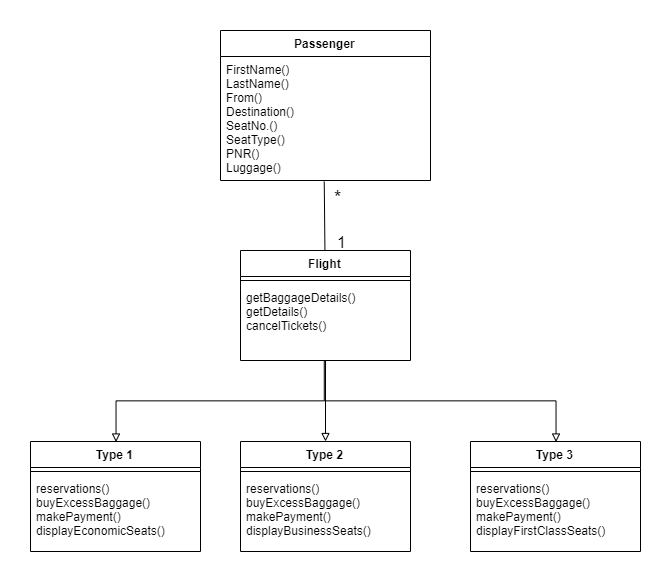 Passenger
FirstName()
LastName()
From()
Destination()
SeatNo.()
SeatType()
PNR()
Luggage()
*
1
Flight
getBaggageDetails()
getDetails()
cancelTickets()
Type 1
reservations()
buyExcessBaggage()
makePayment()
displayEconomicSeats()
Type 2
reservations()
buyExcessBaggage()
makePayment()
displayBusinessSeats()
Type 3
reservations()
buyExcessBaggage()
makePayment()
displayFirstClassSeats()